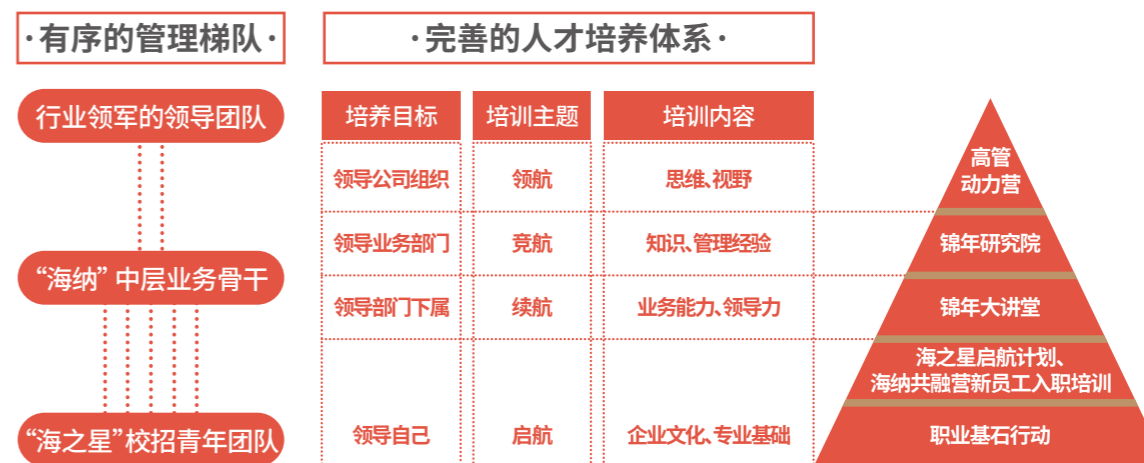 ·有序的管理梯队·
·完善的人才培养体系·
行业领军的领导团队
“海纳” 中层业务骨干
“海之星”校招青年团队
培养目标 培训主题 培训内容
领导公司组织 领航 思维、视野
领导业务部门 竞航 知识、管理经验
领导部门下属 续航 业务能力、领导力
领导自己 启航 企业文化、专业基础
高管
动力营
锦年研究院
锦年大讲堂
海之星启航计划、
海纳共融营新员工入职培训
职业基石行动